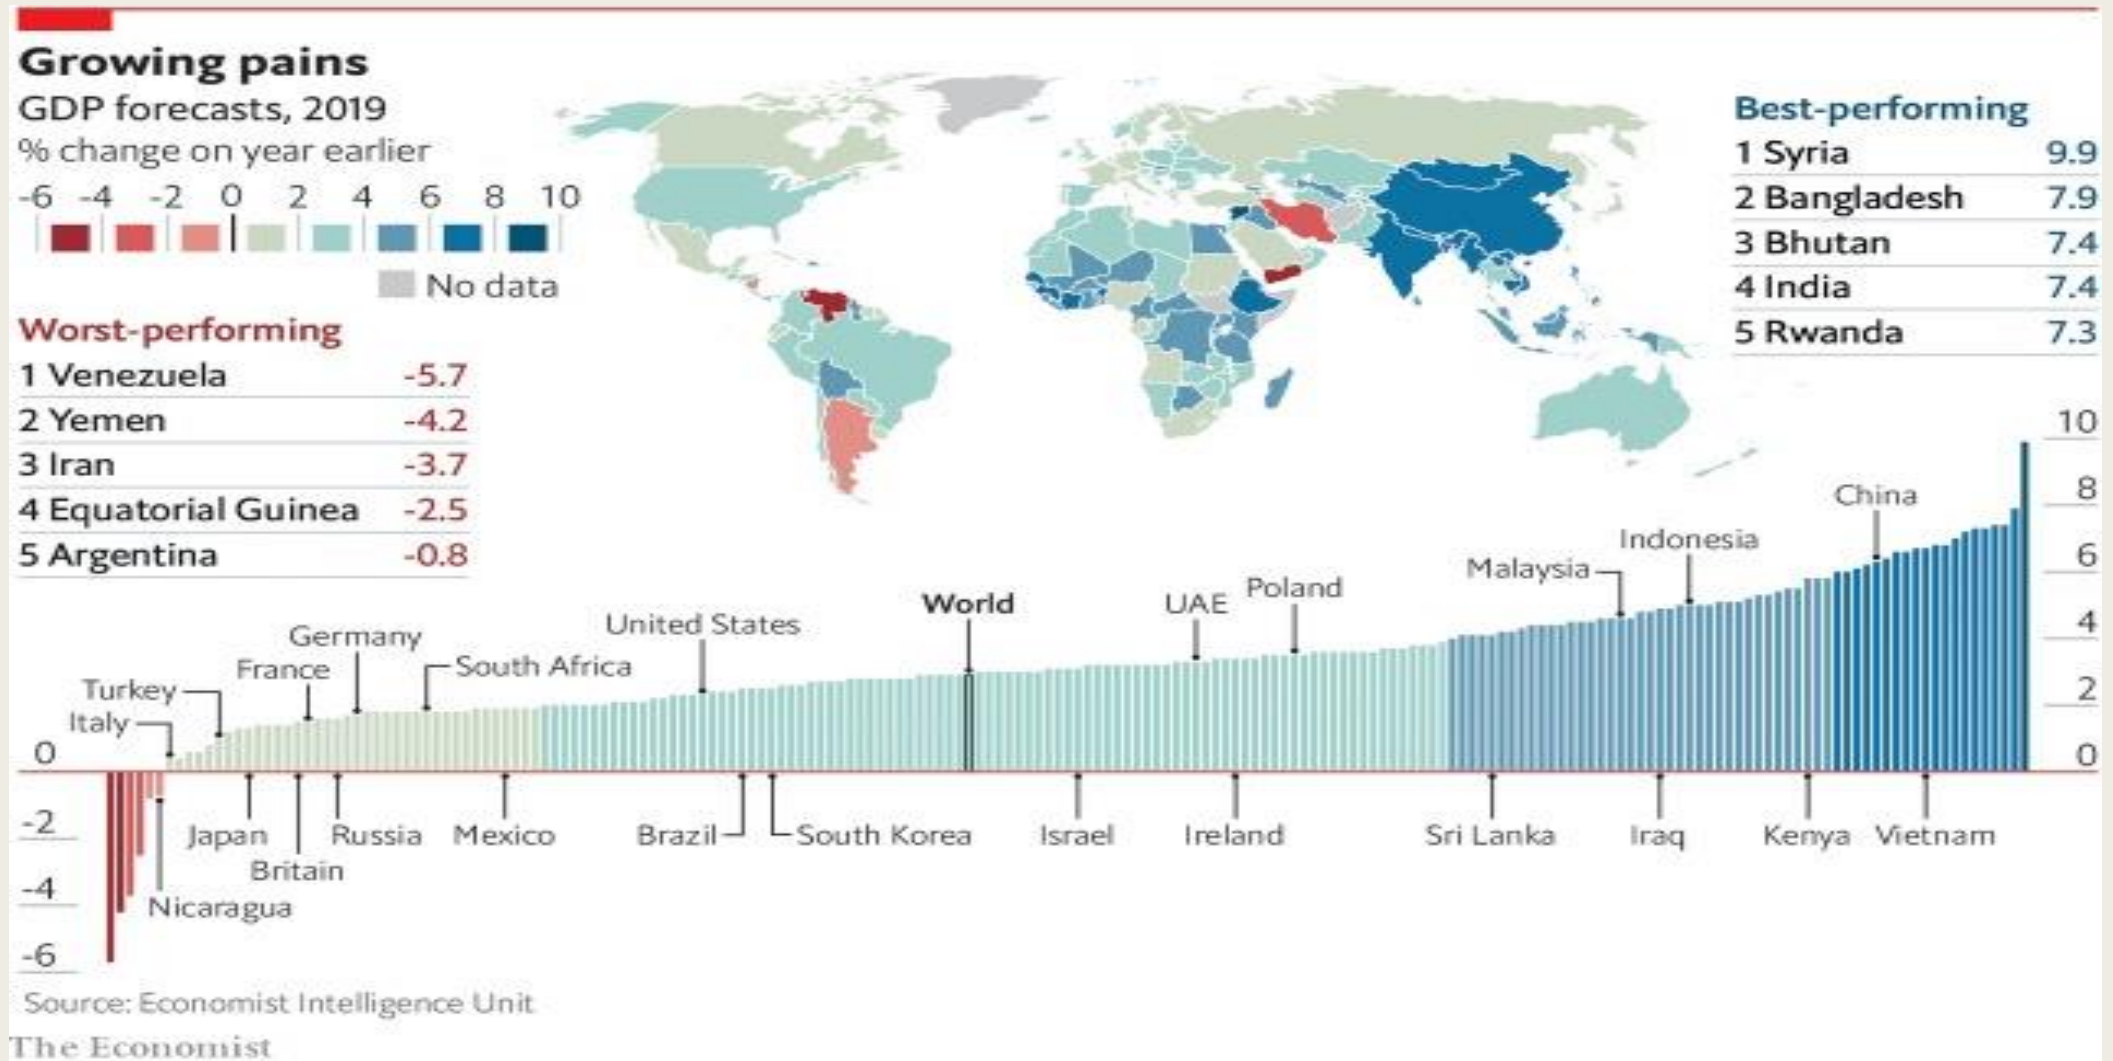 Growing pains
GDP forecasts, 2019
% change on year earlier
-6 -4 -2 0 2 4 6 8 10
No data
Worst-performing
1 Venezuela -5.7
2 Yemen -4.2
3 Iran -3.7
4 Equatorial Guinea -2.5
5 Argentina -0.8
Best-performing
1 Syria 9.9
2 Bangladesh 7.9
3 Bhutan 7.4
4 India 7.4
5 Rwanda 7.3
10
8
6
4
2
0
China
Indonesia
Malaysia
Poland
UAE
World
United States
Germany
South Africa
France
Turkey
Italy
0
-2
-4
-6
Japan
Britain
Nicaragua
Russia
Mexico
Brazil
South Korea
Israel
Ireland
Sri Lanka
Iraq
Kenya
Vietnam
Source: Economist Intelligence Unit
The Economist